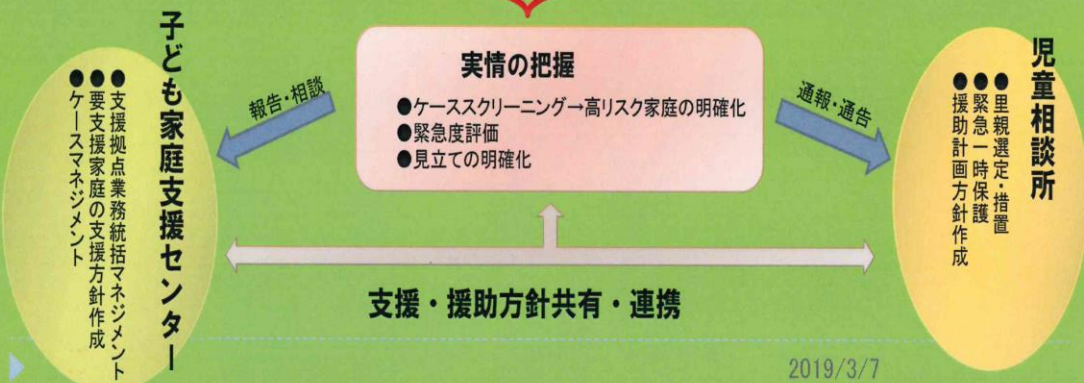 子ども家庭支援センター
●支援拠点業務統括マネジメント
●要支援家庭の支援方針作成
●ケースマネジメント
報告・相談
実情の把握
●ケーススクリーニング→高リスク家庭の明確化
●緊急度評価
●見立ての明確化
通報・通告
児童相談所
●里親選定・措置
●緊急一時保護
●援助計画方針作成
支援・援助方針共有・連携
2019/3/7